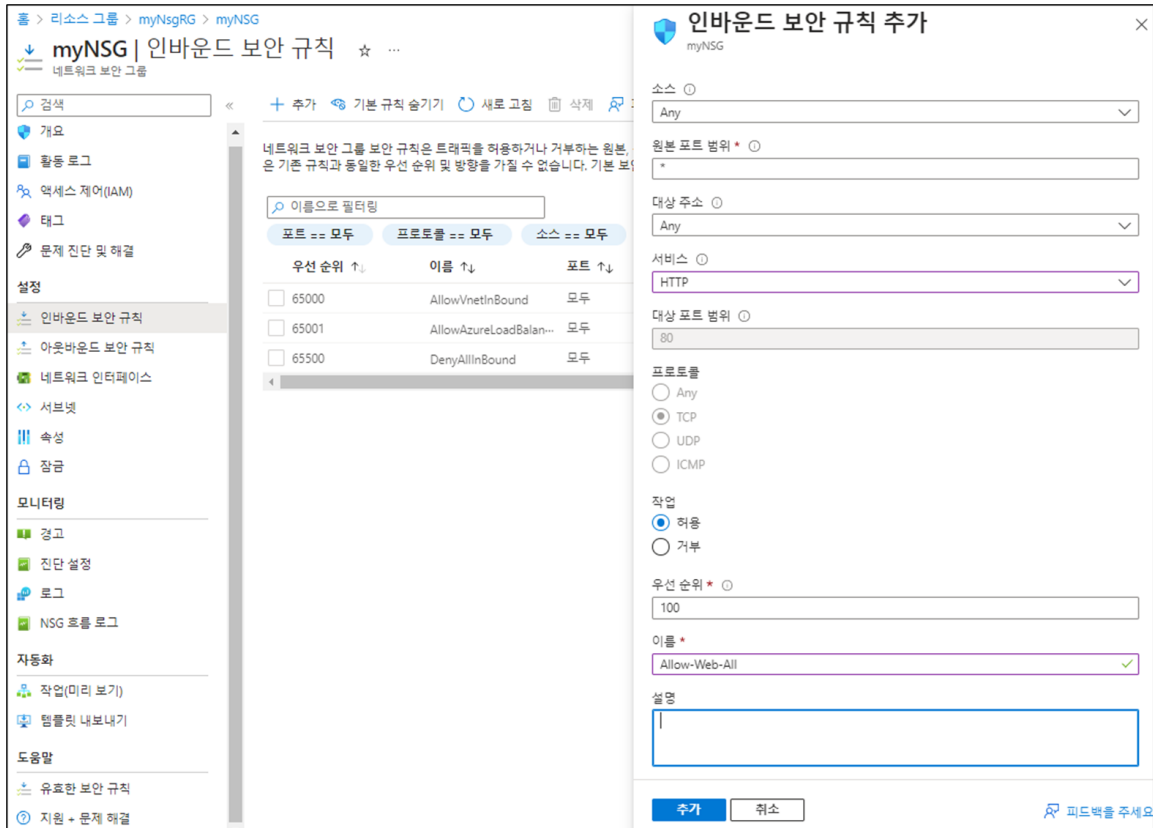 홈 > 리소스 그룹 > myNsgRG > myNSG
myNSG | 인바운드 보안 규칙 ☆ ···
네트워크 보안 그룹
검색 «
개요
활동 로그
액세스 제어(IAM)
태그
문제 진단 및 해결
설정
인바운드 보안 규칙
아웃바운드 보안 규칙
네트워크 인터페이스
서브넷
속성
잠금
모니터링
경고
진단 설정
로그
NSG 흐름 로그
자동화
작업(미리 보기)
템플릿 내보내기
도움말
유효한 보안 규칙
지원 + 문제 해결
추가 기본 규칙 숨기기 새로 고침 삭제
네트워크 보안 그룹 보안 규칙은 트래픽을 허용하거나 거부하는 원본,
은 기존 규칙과 동일한 우선 순위 및 방향을 가질 수 없습니다. 기본 보안
이름으로 필터링
포트 == 모두 프로토콜 == 모두 소스 == 모두
우선 순위 ↑↓ 이름 ↑↓ 포트 ↑↓
65000 AllowVnetInBound 모두
65001 AllowAzureLoadBalan··· 모두
65500 DenyAllInBound 모두
인바운드 보안 규칙 추가
myNSG
소스
Any
원본 포트 범위 *
*
대상 주소
Any
서비스
HTTP
대상 포트 범위
80
프로토콜
Any
TCP
UDP
ICMP
작업
허용
거부
우선 순위 *
100
이름 *
Allow-Web-All
설명
추가 취소
피드백을 주세요